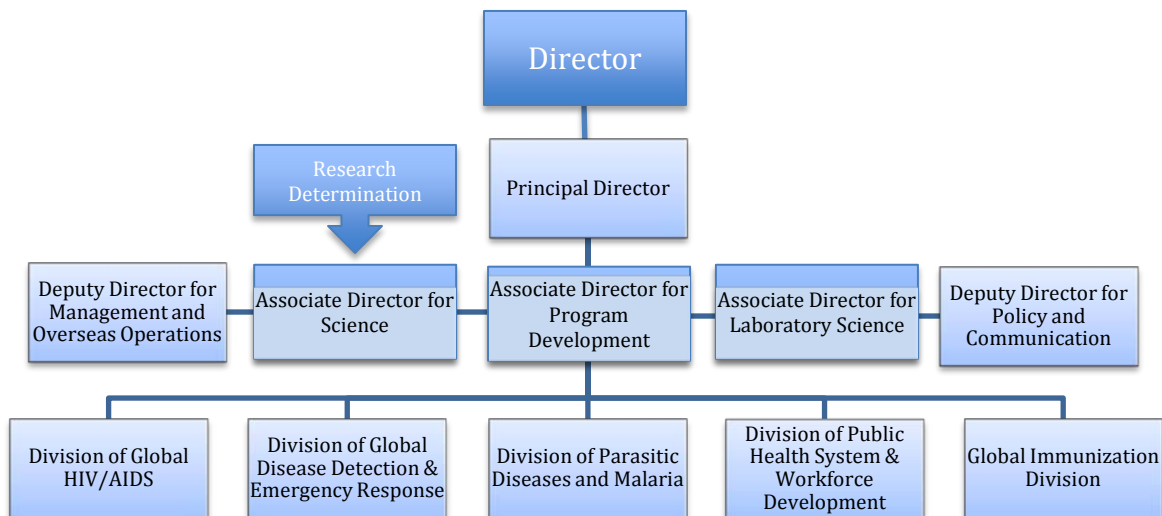 Director
Research
Determination
Principal Director
Deputy Director for
Management and
Overseas Operations
Associate Director for
Science
Associate Director for
Program
Development
Associate Director for
Laboratory Science
Deputy Director for
Policy and
Communication
Division of Global
HIV/AIDS
Division of Global
Disease Detection &
Emergency Response
Division of Parasitic
Diseases and Malaria
Division of Public
Health System &
Workforce
Development
Global Immunization
Division